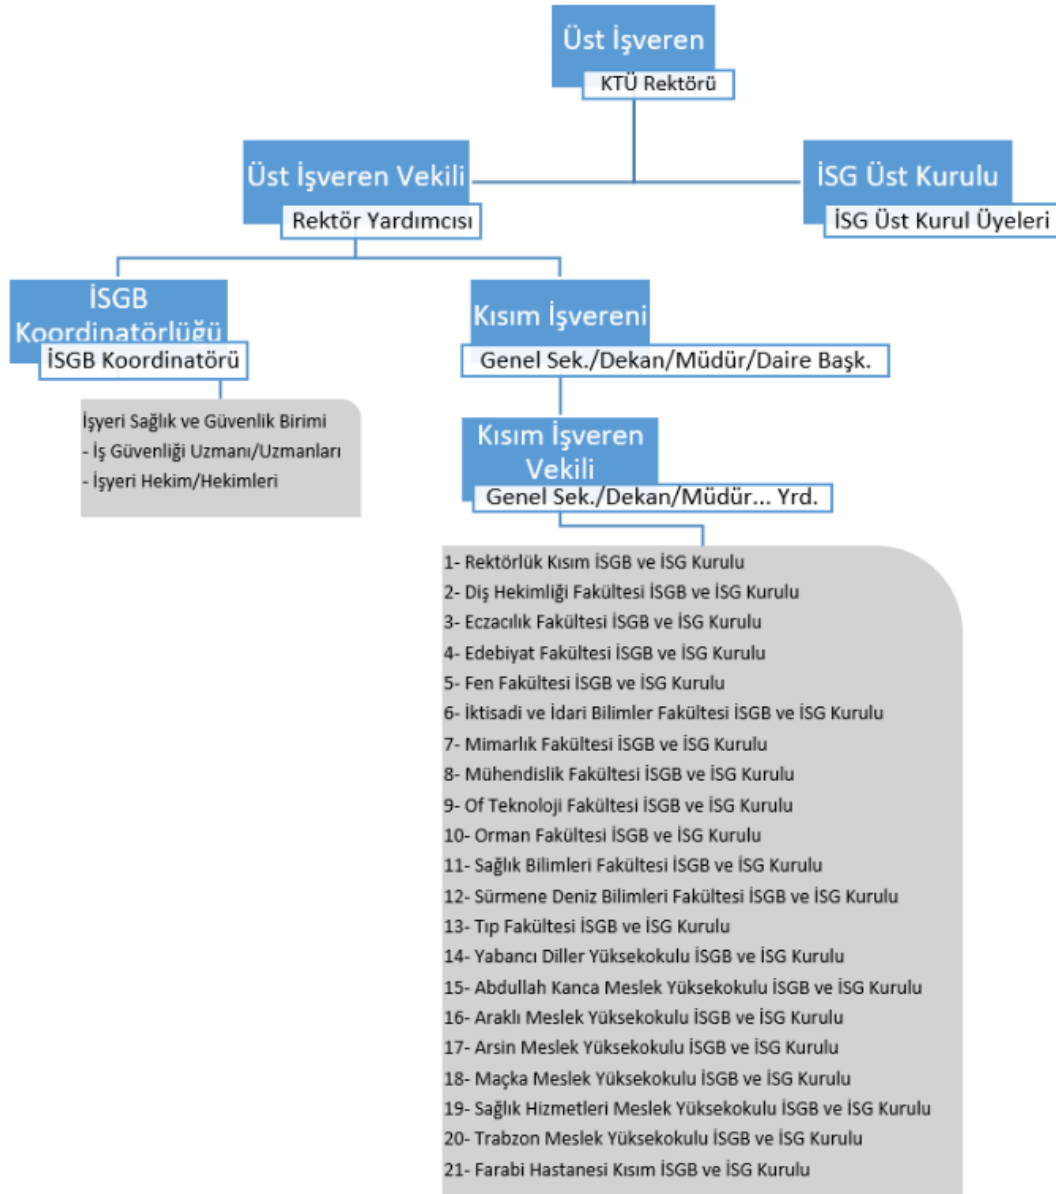 Üst İşveren
KTÜ Rektörü
Üst İşveren Vekili
Rektör Yardımcısı
İSG Üst Kurulu
İSG Üst Kurul Üyeleri
İSGB
Koordinatörlüğü
İSGB Koordinatörü
İşyeri Sağlık ve Güvenlik Birimi
- İş Güvenliği Uzmanı/Uzmanları
- İşyeri Hekim/Hekimleri
Kısım İşvereni
Genel Sek./Dekan/Müdür/Daire Başk.
Kısım İşveren
Vekili
Genel Sek./Dekan/Müdür... Yrd.
1- Rektörlük Kısım İSGB ve İSG Kurulu
2- Diş Hekimliği Fakültesi İSGB ve İSG Kurulu
3- Eczacılık Fakültesi İSGB ve İSG Kurulu
4- Edebiyat Fakültesi İSGB ve İSG Kurulu
5- Fen Fakültesi İSGB ve İSG Kurulu
6- İktisadi ve İdari Bilimler Fakültesi İSGB ve İSG Kurulu
7- Mimarlık Fakültesi İSGB ve İSG Kurulu
8- Mühendislik Fakültesi İSGB ve İSG Kurulu
9- Of Teknoloji Fakültesi İSGB ve İSG Kurulu
10- Orman Fakültesi İSGB ve İSG Kurulu
11- Sağlık Bilimleri Fakültesi İSGB ve İSG Kurulu
12- Sürmene Deniz Bilimleri Fakültesi İSGB ve İSG Kurulu
13- Tıp Fakültesi İSGB ve İSG Kurulu
14- Yabancı Diller Yüksekokulu İSGB ve İSG Kurulu
15- Abdullah Kanca Meslek Yüksekokulu İSGB ve İSG Kurulu
16- Araklı Meslek Yüksekokulu İSGB ve İSG Kurulu
17- Arsin Meslek Yüksekokulu İSGB ve İSG Kurulu
18- Maçka Meslek Yüksekokulu İSGB ve İSG Kurulu
19- Sağlık Hizmetleri Meslek Yüksekokulu İSGB ve İSG Kurulu
20- Trabzon Meslek Yüksekokulu İSGB ve İSG Kurulu
21- Farabi Hastanesi Kısım İSGB ve İSG Kurulu